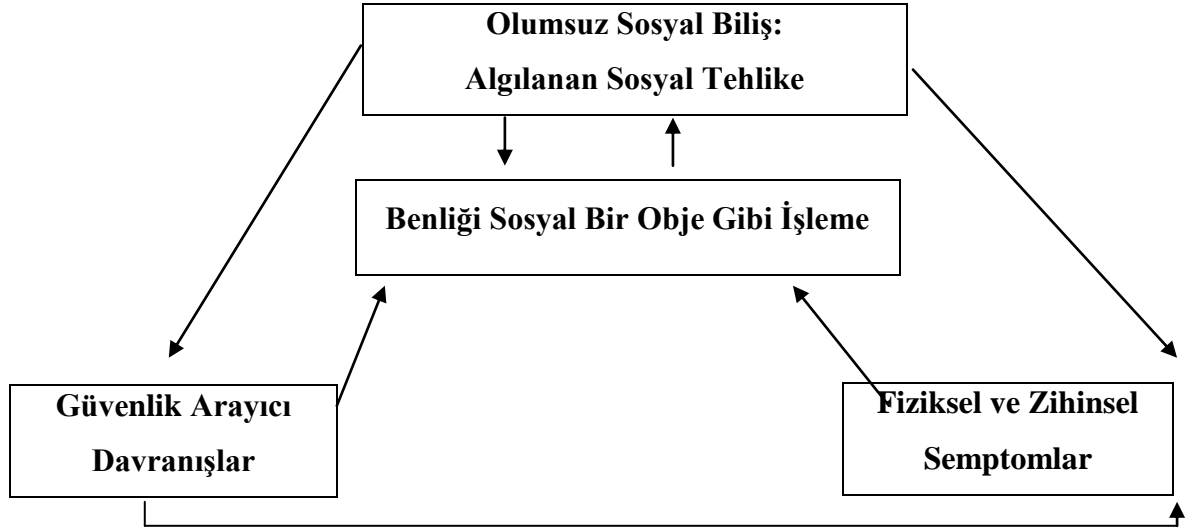 Olumsuz Sosyal Biliş:
Algılanan Sosyal Tehlike
Benliği Sosyal Bir Obje Gibi İşleme
Güvenlik Arayıcı
Davranışlar
Fiziksel ve Zihinsel
Semptomlar